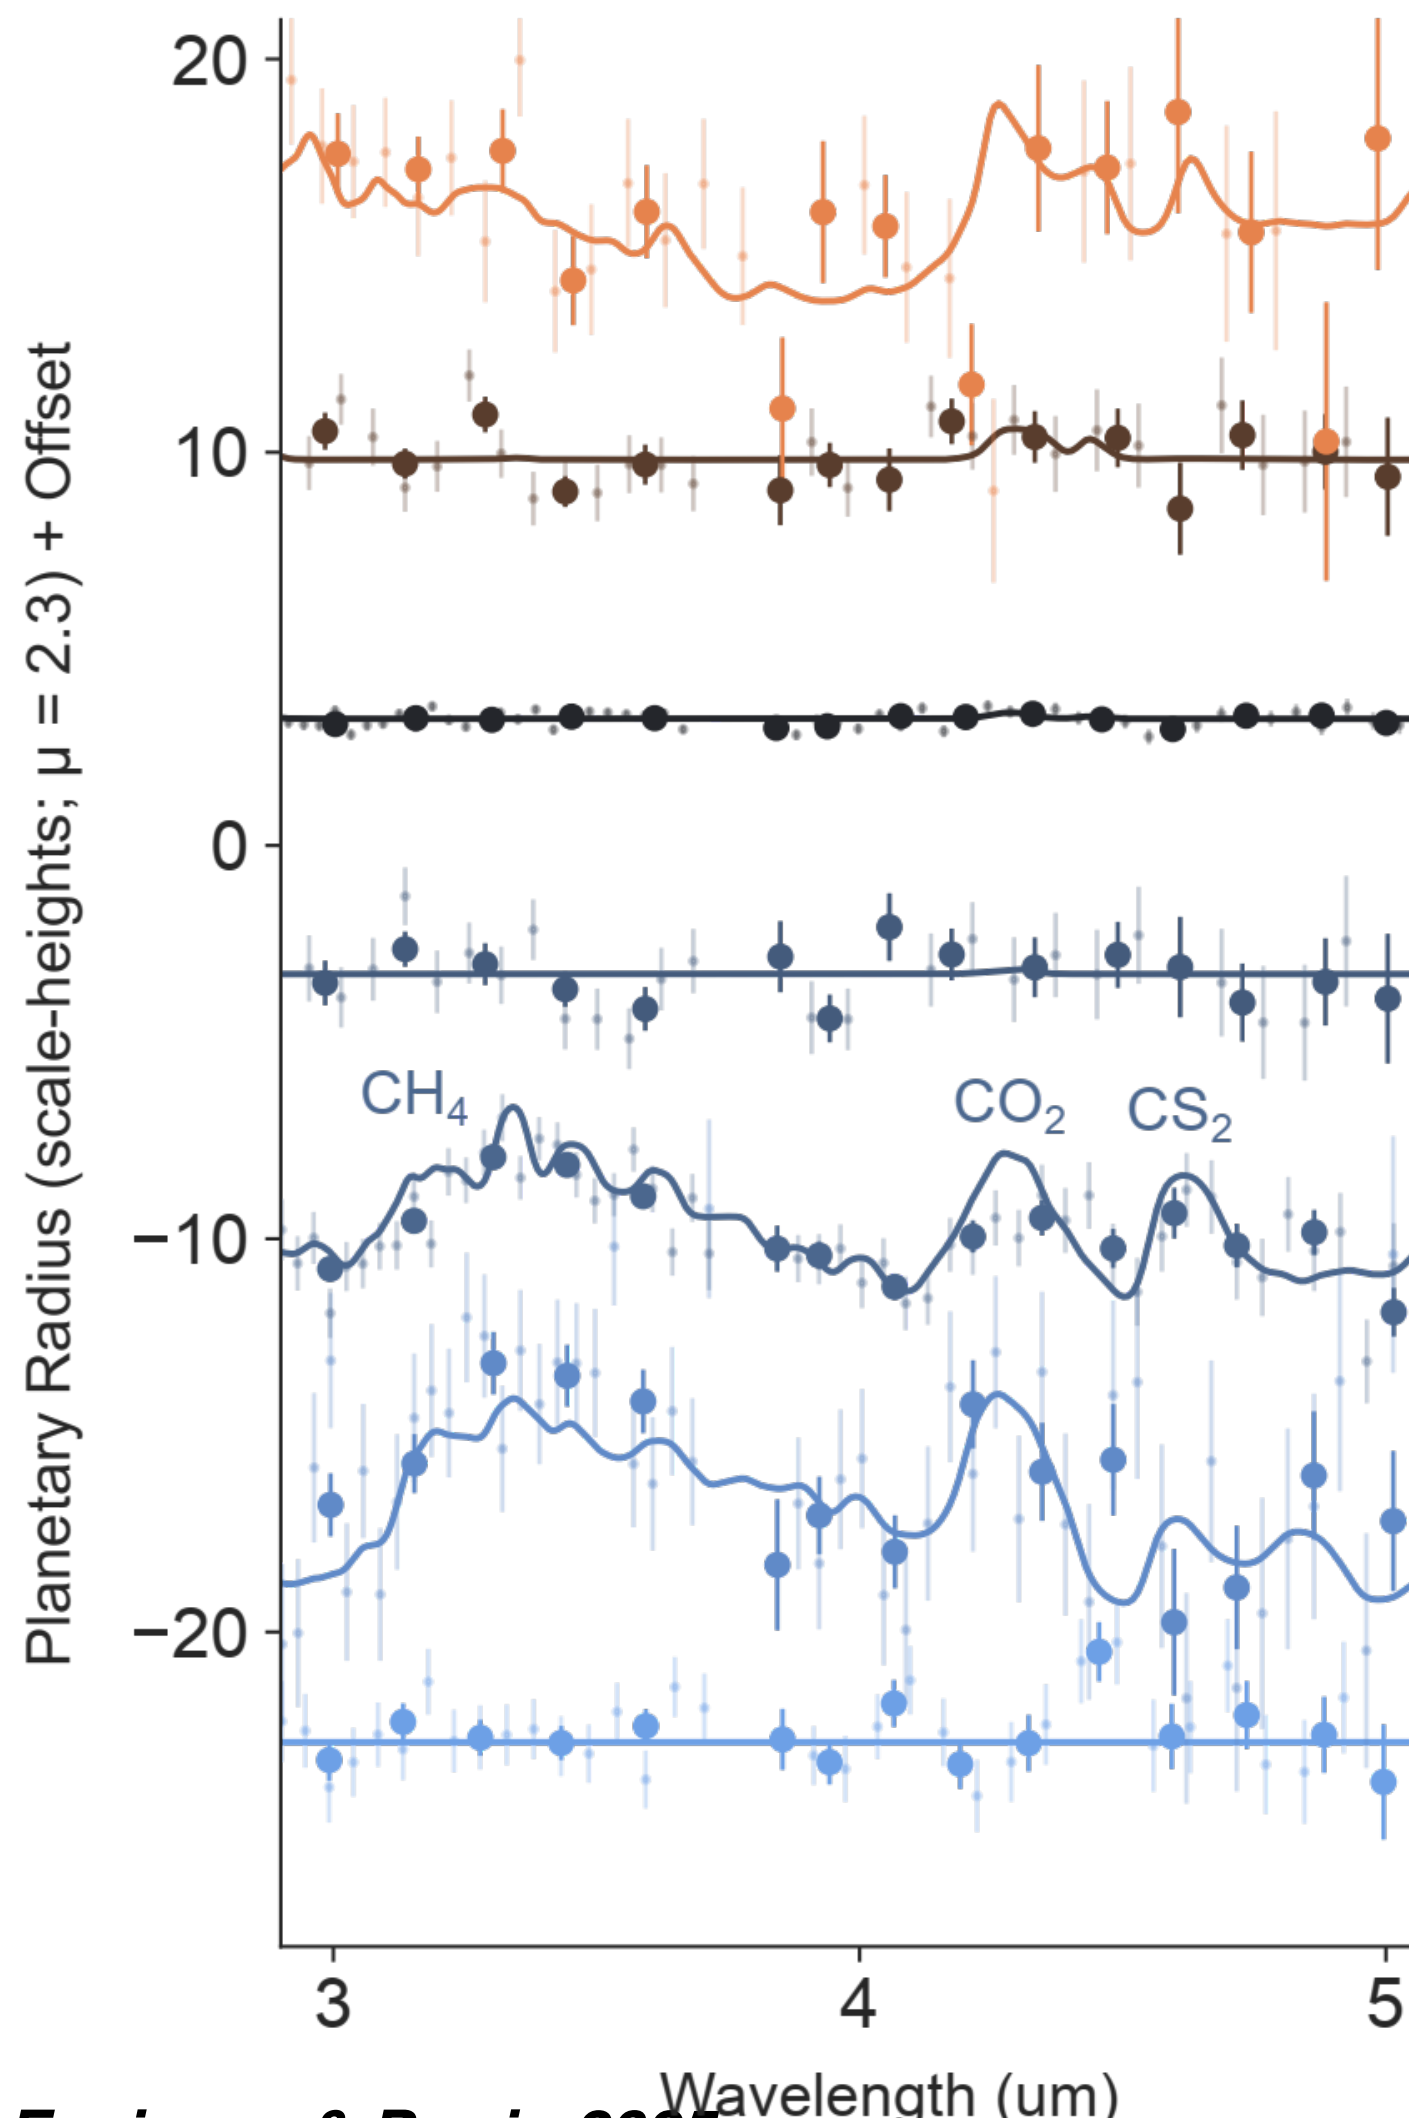 20
10
0
−10
−20
Planetary Radius (scale-heights; μ = 2.3) + Offset
CH₄
CO₂
CS₂
3
4
5
Wavelength (um)